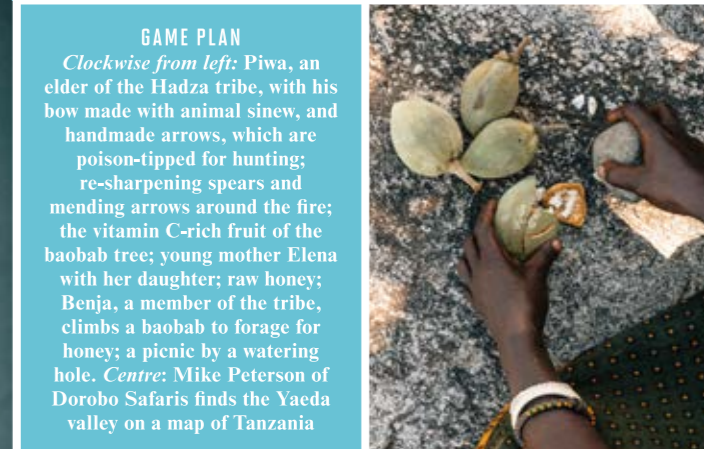 GAME PLAN
Clockwise from left: Piwa, an
elder of the Hadza tribe, with his
bow made with animal sinew, and
handmade arrows, which are
poison-tipped for hunting;
re-sharpening spears and
mending arrows around the fire;
the vitamin C-rich fruit of the
baobab tree; young mother Elena
with her daughter; raw honey;
Benja, a member of the tribe,
climbs a baobab to forage for
honey; a picnic by a watering
hole. Centre: Mike Peterson of
Dorobo Safaris finds the Yaeda
valley on a map of Tanzania